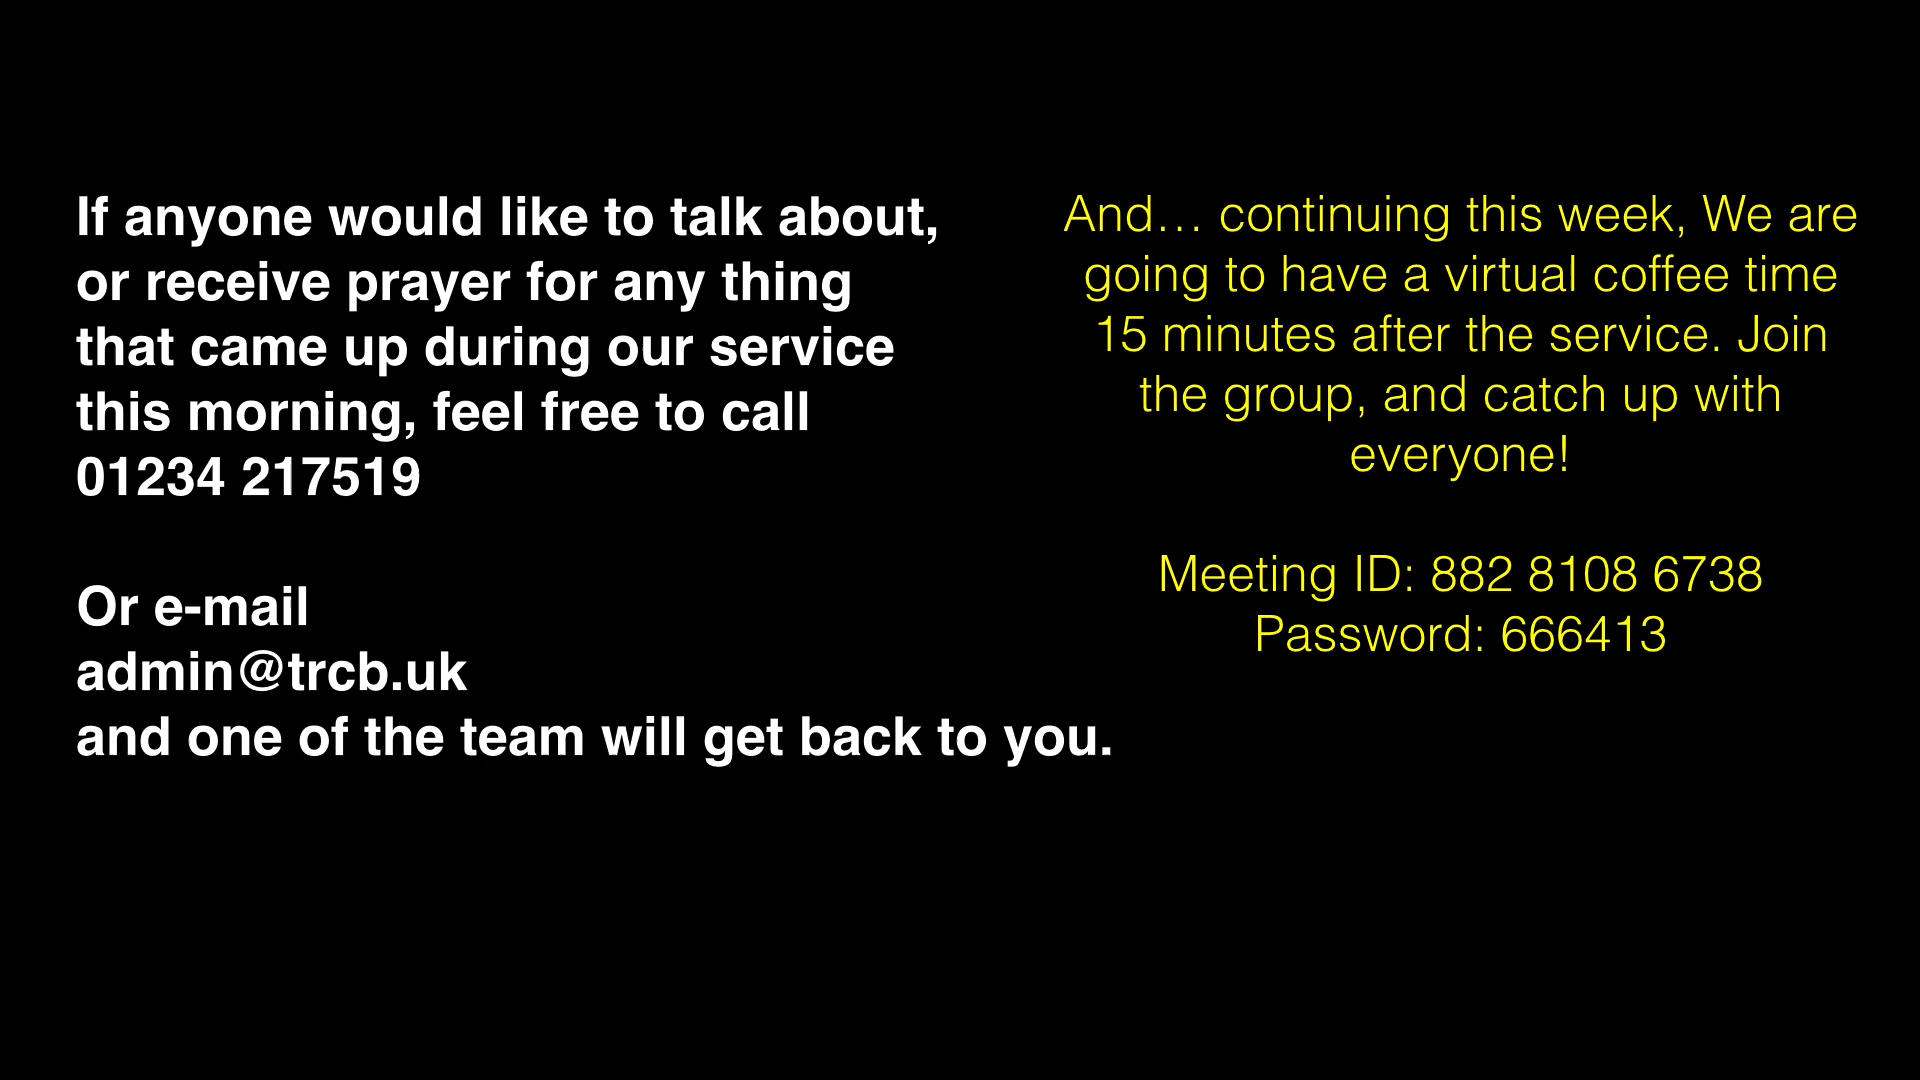 If anyone would like to talk about,
or receive prayer for any thing
that came up during our service
this morning, feel free to call
01234 217519
Or e-mail
admin@trcb.uk
and one of the team will get back to you.
And… continuing this week, We are
going to have a virtual coffee time
15 minutes after the service. Join
the group, and catch up with
everyone!
Meeting ID: 882 8108 6738
Password: 666413